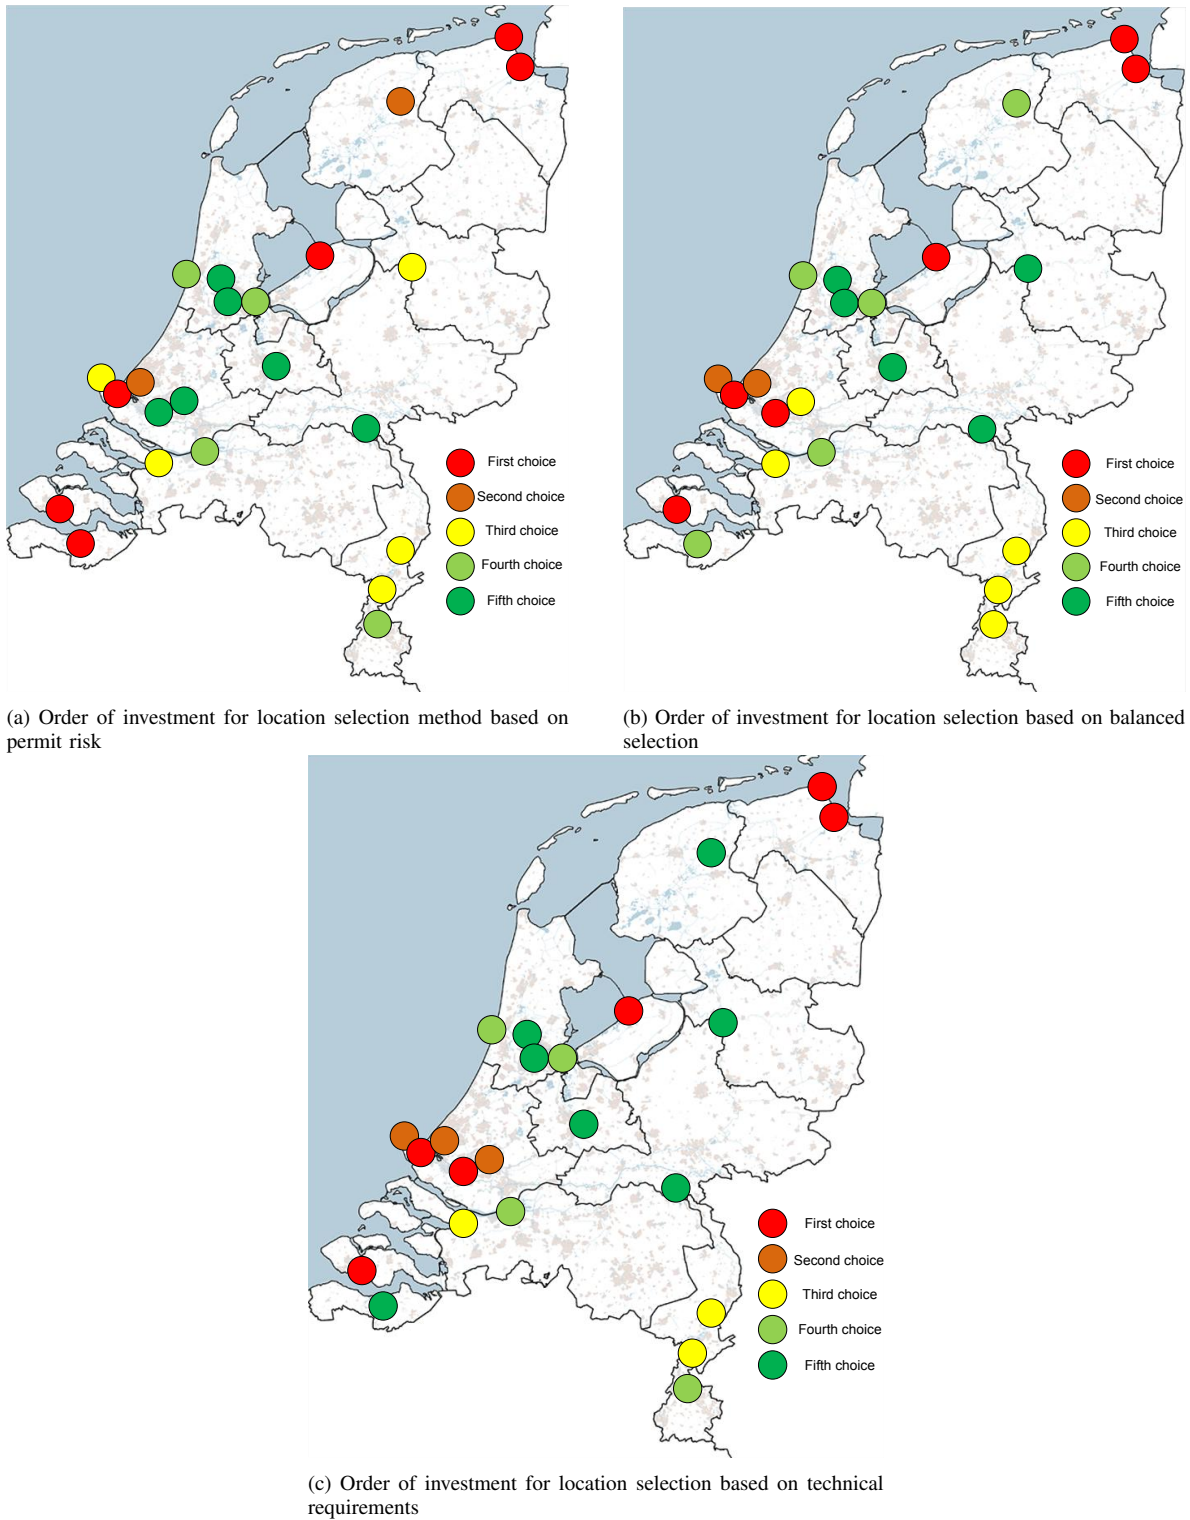 First choice
Second choice
Third choice
Fourth choice
Fifth choice
(a) Order of investment for location selection method based on
permit risk
First choice
Second choice
Third choice
Fourth choice
Fifth choice
(b) Order of investment for location selection based on balanced
selection
First choice
Second choice
Third choice
Fourth choice
Fifth choice
(c) Order of investment for location selection based on technical
requirements